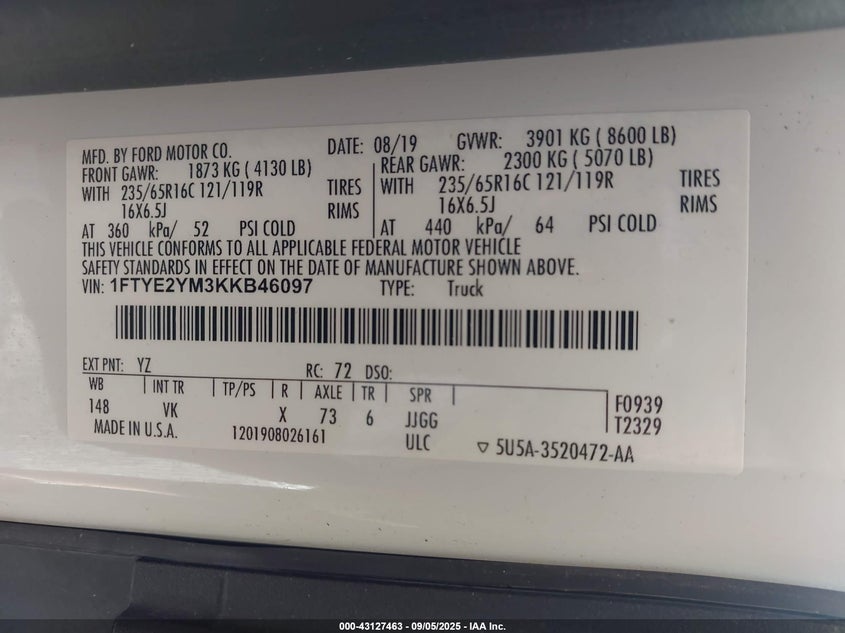 MFD. BY FORD MOTOR CO. DATE: 08/19 GVWR: 3901 KG ( 8600 LB)
FRONT GAWR: 1873 KG ( 4130 LB) REAR GAWR: 2300 KG ( 5070 LB)
WITH 235/65R16C 121/119R TIRES WITH 235/65R16C 121/119R TIRES
16X6.5J RIMS 16X6.5J RIMS
AT 360 kPa/ 52 PSI COLD AT 440 kPa/ 64 PSI COLD
THIS VEHICLE CONFORMS TO ALL APPLICABLE FEDERAL MOTOR VEHICLE
SAFETY STANDARDS IN EFFECT ON THE DATE OF MANUFACTURE SHOWN ABOVE.
VIN: 1FTYE2YM3KKB46097 TYPE: Truck
EXT PNT: YZ RC: 72 DSO:
WB INT TR TP/PS R AXLE TR SPR F0939
148 VK X 73 6 JJGG T2329
MADE IN U.S.A. 1201908026161 ULC 5U5A-3520472-AA
000-43127463 - 09/05/2025 - IAA Inc.